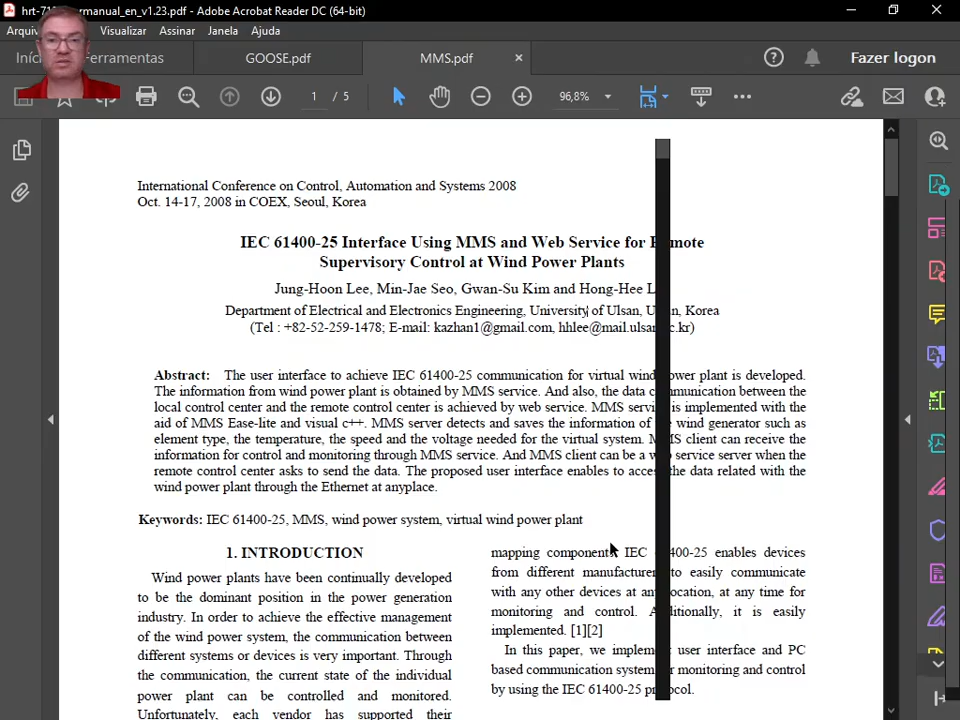 hrt-71 rmanual_en_v1.23.pdf - Adobe Acrobat Reader DC (64-bit)
Visualizar Assinar Janela Ajuda
GOOSE.pdf MMS.pdf Fazer logon
1 / 5 96,8%
International Conference on Control, Automation and Systems 2008
Oct. 14-17, 2008 in COEX, Seoul, Korea
IEC 61400-25 Interface Using MMS and Web Service for R mote
Supervisory Control at Wind Power Plants
Jung-Hoon Lee, Min-Jae Seo, Gwan-Su Kim and Hong-Hee L
Department of Electrical and Electronics Engineering, University of Ulsan, U n, Korea
(Tel : +82-52-259-1478; E-mail: kazhan1@gmail.com, hhlee@mail.ulsan c.kr)
Abstract: The user interface to achieve IEC 61400-25 communication for virtual wind ower plant is developed.
The information from wind power plant is obtained by MMS service. And also, the data c munication between the
local control center and the remote control center is achieved by web service. MMS servi is implemented with the
aid of MMS Ease-lite and visual c++. MMS server detects and saves the information of wind generator such as
element type, the temperature, the speed and the voltage needed for the virtual system. M S client can receive the
information for control and monitoring through MMS service. And MMS client can be a w service server when the
remote control center asks to send the data. The proposed user interface enables to acces the data related with the
wind power plant through the Ethernet at anyplace.
Keywords: IEC 61400-25, MMS, wind power system, virtual wind power plant
1. INTRODUCTION
Wind power plants have been continually developed
to be the dominant position in the power generation
industry. In order to achieve the effective management
of the wind power system, the communication between
different systems or devices is very important. Through
the communication, the current state of the individual
power plant can be controlled and monitored.
Unfortunately, each vendor has supported their
mapping component IEC 400-25 enables devices
from different manufacturer to easily communicate
with any other devices at any ocation, at any time for
monitoring and control. A ditionally, it is easily
implemented. [1][2]
In this paper, we implem user interface and PC
based communication system r monitoring and control
by using the IEC 61400-25 p ocol.